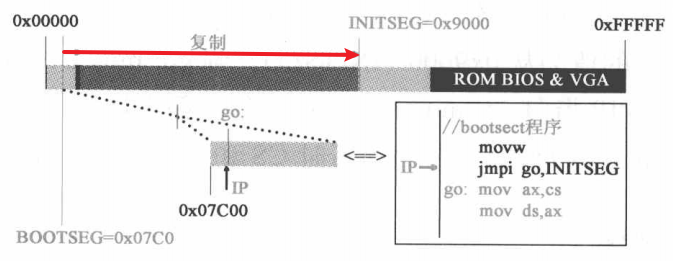 0x00000
INITSEG=0x9000
0xFFFFF
复制
ROM BIOS & VGA
go:
//bootsect程序
movw
<==>
IP
jmpi go,INITSEG
IP
go: mov ax,cs
0x07C00
mov ds,ax
BOOTSEG=0x07C0